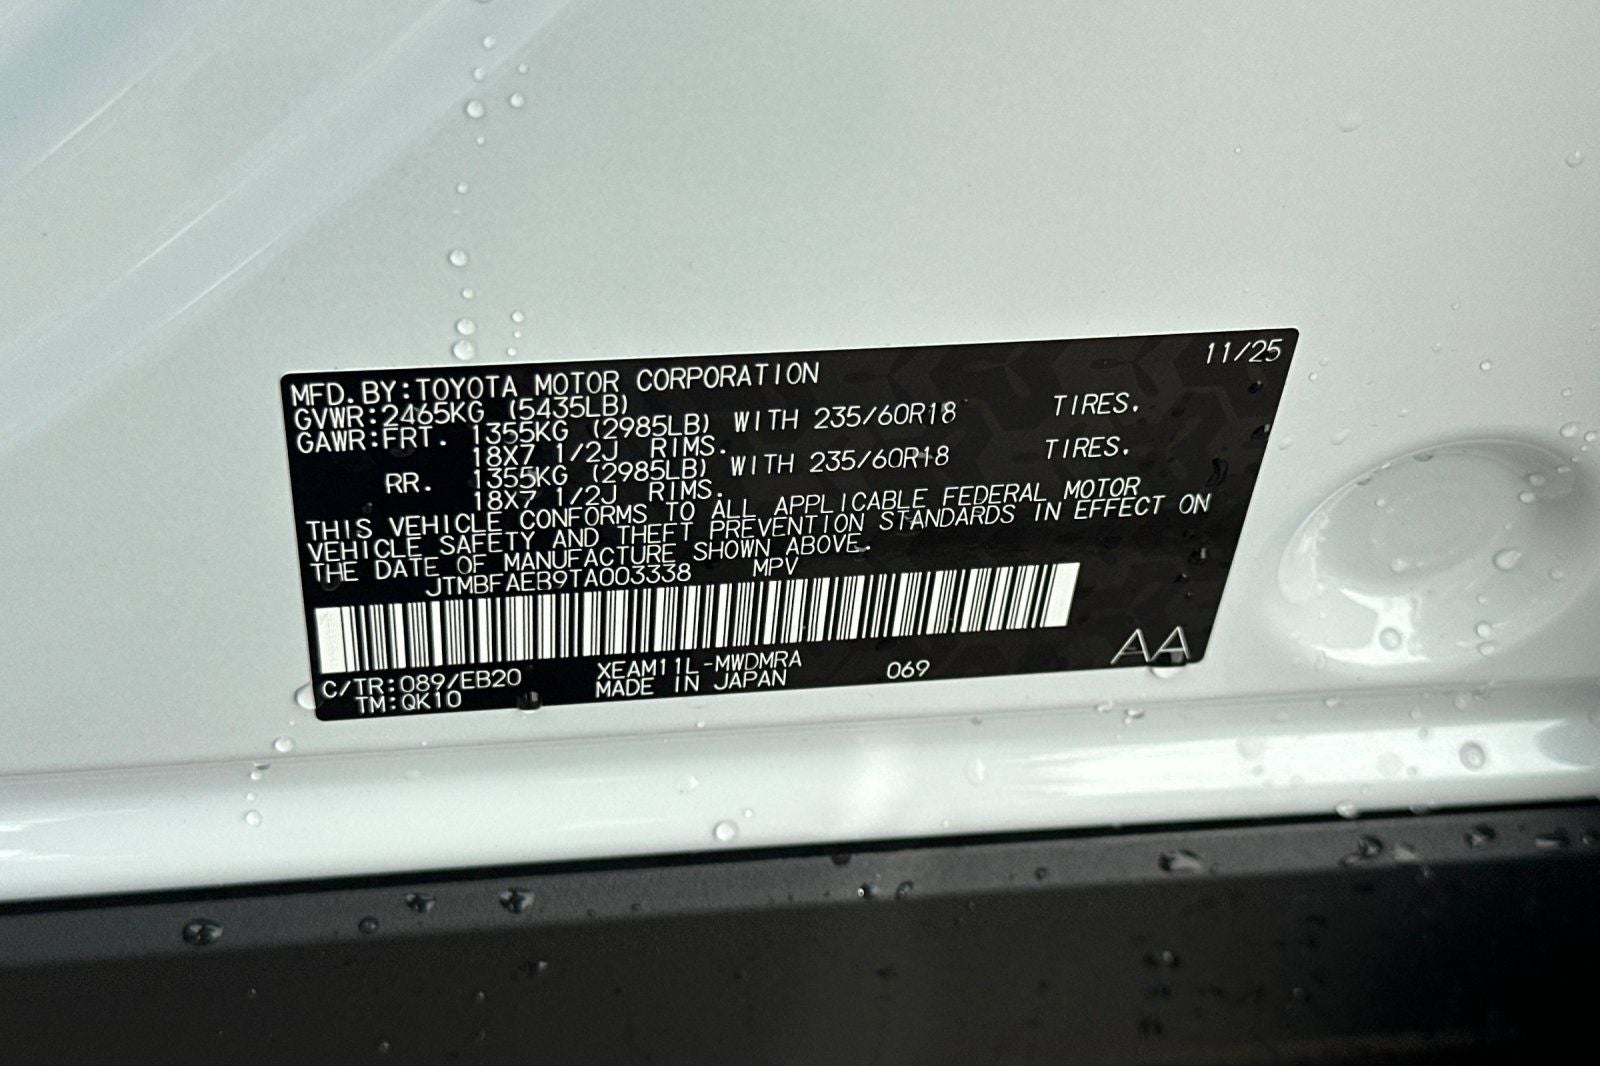 11/25
MFD. BY: TOYOTA MOTOR CORPORATION
GVWR: 2465KG (5435LB)
GAWR: FRT. 1355KG (2985LB) WITH 235/60R18 TIRES.
18X7 1/2J RIMS.
RR. 1355KG (2985LB) WITH 235/60R18 TIRES.
18X7 1/2J RIMS.
THIS VEHICLE CONFORMS TO ALL APPLICABLE FEDERAL MOTOR
VEHICLE SAFETY AND THEFT PREVENTION STANDARDS IN EFFECT ON
THE DATE OF MANUFACTURE SHOWN ABOVE.
JTMBFAEB9TA003338 MPV
C/TR: 089/EB20 XEAM11L-MWDMRA 069 AA
TM: QK10 MADE IN JAPAN